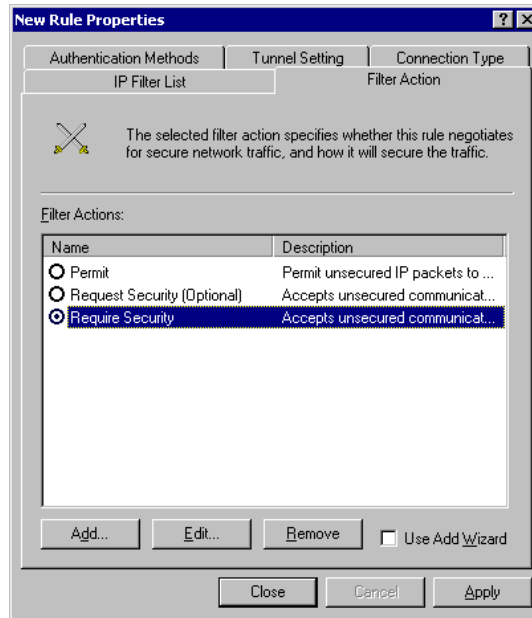 New Rule Properties
Authentication Methods Tunnel Setting Connection Type
IP Filter List Filter Action
The selected filter action specifies whether this rule negotiates
for secure network traffic, and how it will secure the traffic.
Filter Actions:
Name Description
Permit Permit unsecured IP packets to ...
Request Security (Optional) Accepts unsecured communicat...
Require Security Accepts unsecured communicat...
Add... Edit... Remove Use Add Wizard
Close Cancel Apply